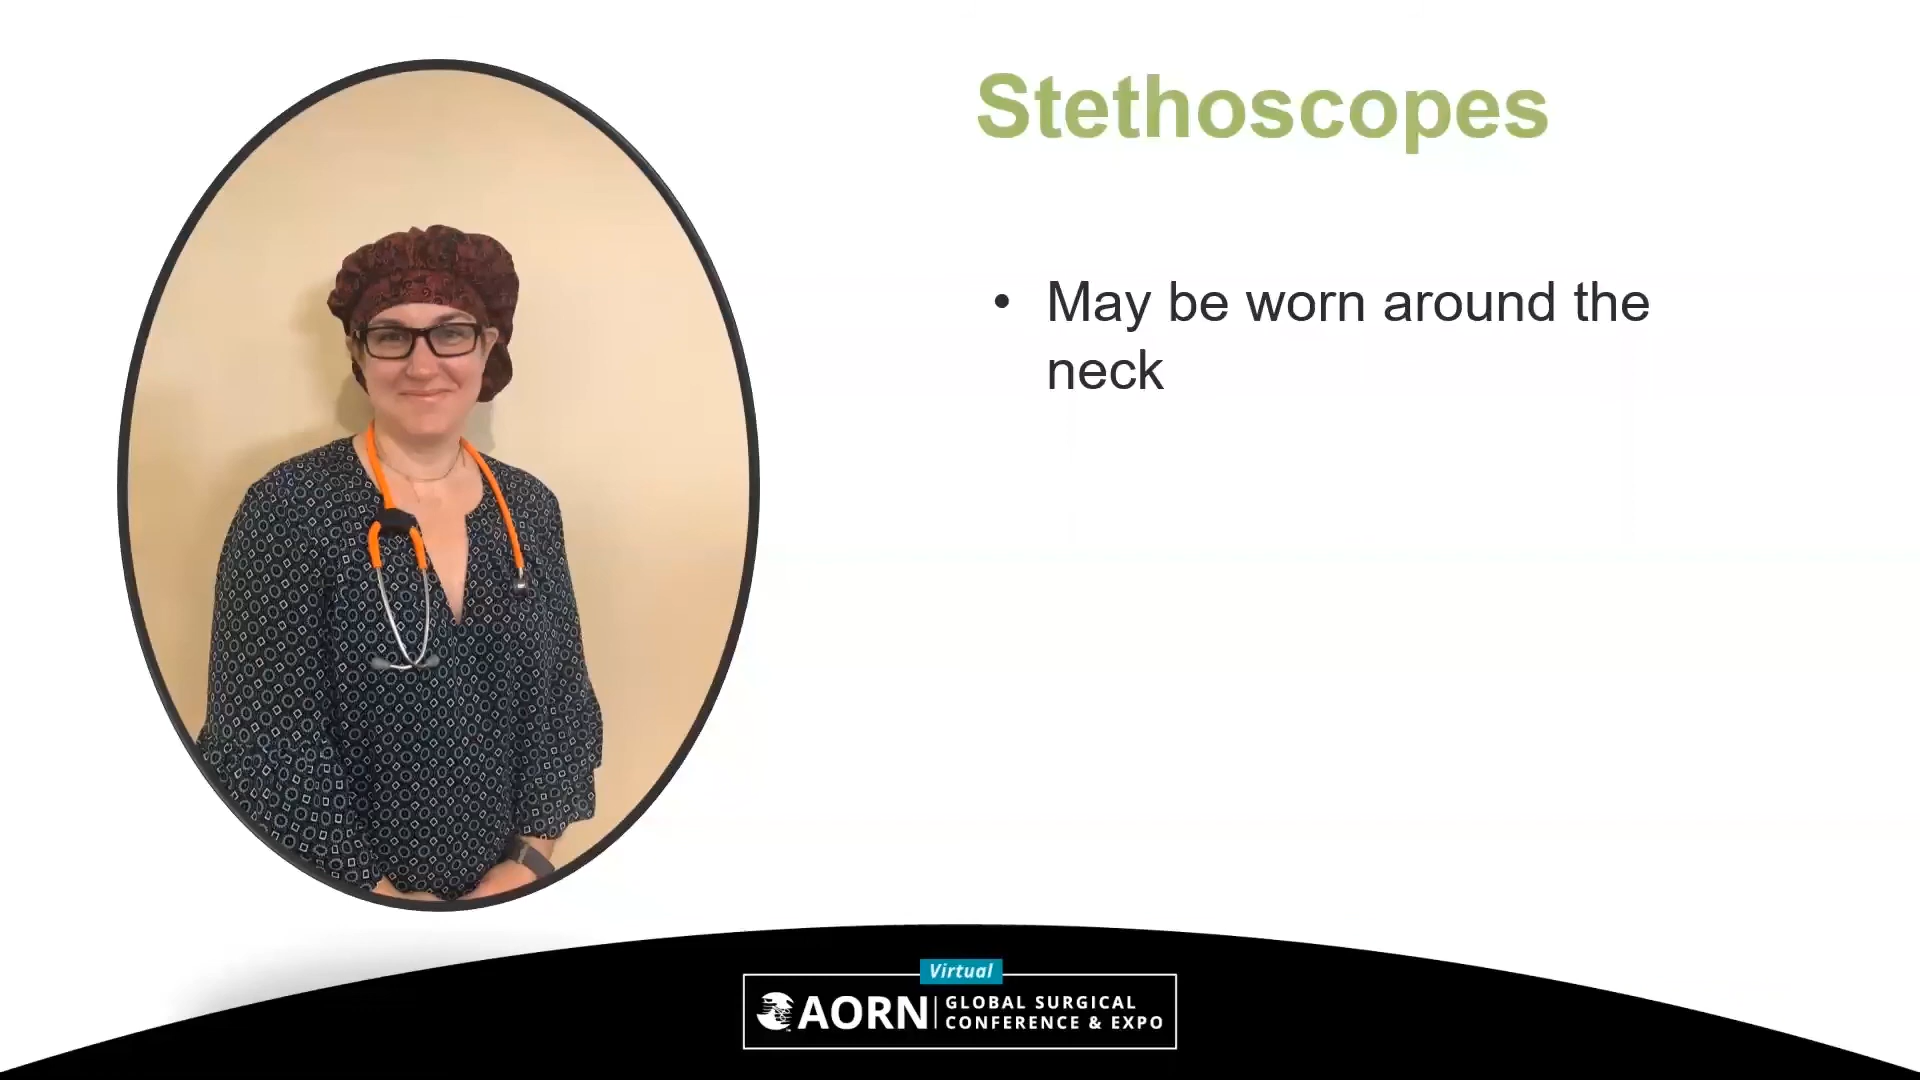 Stethoscopes
• May be worn around the
neck
Virtual
AORN
GLOBAL SURGICAL
CONFERENCE & EXPO